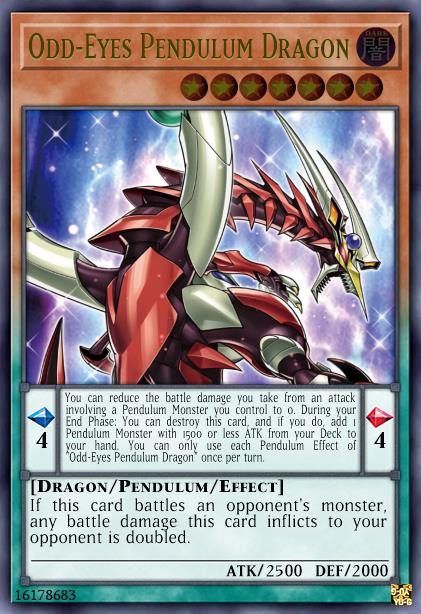 ODD-EYES PENDULUM DRAGON
DARK
闇
You can reduce the battle damage you take from an attack
involving a Pendulum Monster you control to 0. During your
End Phase: You can destroy this card, and if you do, add 1
Pendulum Monster with 1500 or less ATK from your Deck to
your hand. You can only use each Pendulum Effect of
"Odd-Eyes Pendulum Dragon" once per turn.
4
4
[DRAGON/PENDULUM/EFFECT]
If this card battles an opponent's monster,
any battle damage this card inflicts to your
opponent is doubled.
ATK/2500 DEF/2000
16178683